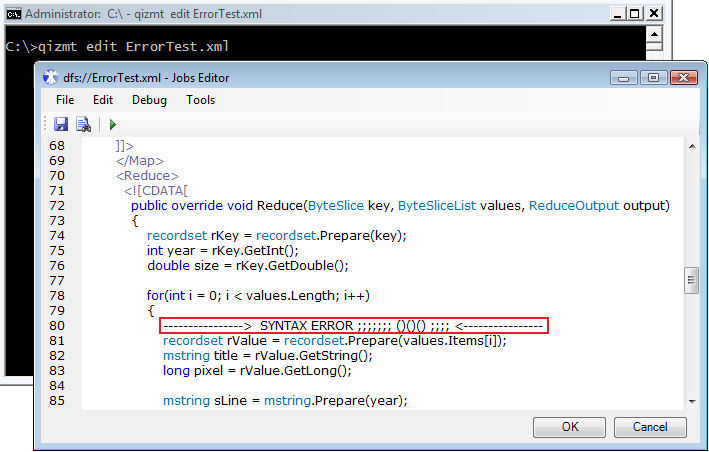 Administrator: C:\ - qizmt edit ErrorTest.xml
C:\>qizmt edit ErrorTest.xml
dfs://ErrorTest.xml - Jobs Editor
File Edit Debug Tools
68 ]]>
69 </Map>
70 <Reduce>
71 <![CDATA[
72 public override void Reduce(ByteSlice key, ByteSliceList values, ReduceOutput output)
73 {
74 recordset rKey = recordset.Prepare(key);
75 int year = rKey.GetInt();
76 double size = rKey.GetDouble();
77
78 for(int i = 0; i < values.Length; i++)
79 {
80 ----------------> SYNTAX ERROR ;;;;;;; ()()() ;;;; <----------------
81 recordset rValue = recordset.Prepare(values.Items[i]);
82 mstring title = rValue.GetString();
83 long pixel = rValue.GetLong();
84
85 mstring sLine = mstring.Prepare(year);
OK Cancel